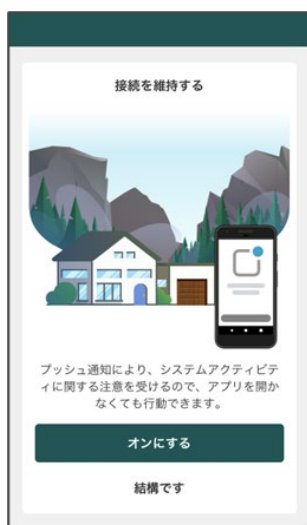 接続を維持する
プッシュ通知により、システムアクティビテ
ィに関する注意を受けるので、アプリを開か
なくても行動できます。
オンにする
結構です